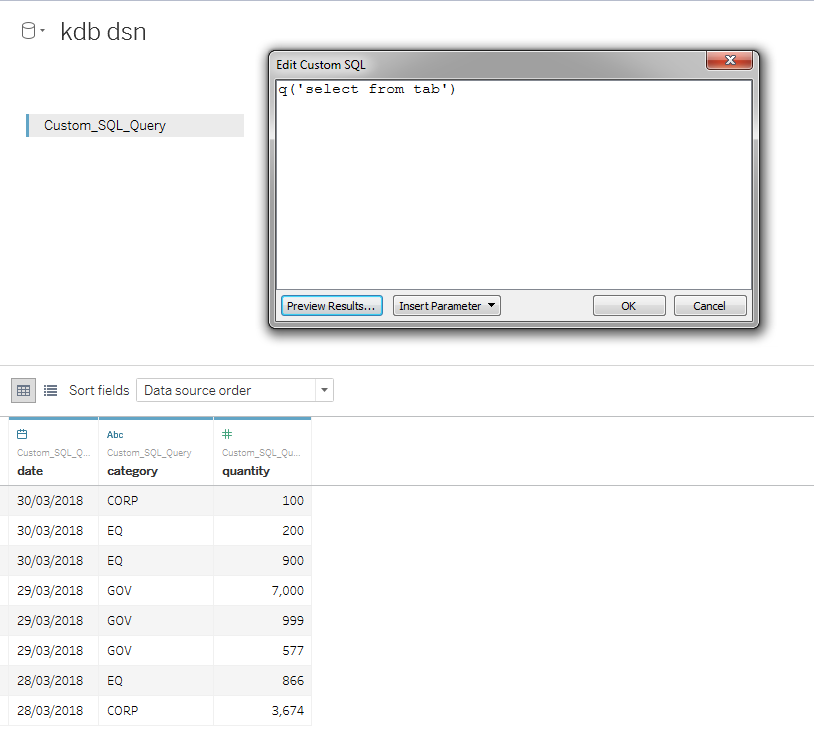 kdb dsn
Edit Custom SQL
q('select from tab')
Custom_SQL_Query
Preview Results...
Insert Parameter
OK
Cancel
Sort fields
Data source order
Abc
#
Custom_SQL_Q... Custom_SQL_Query Custom_SQL_Qu...
date category quantity
30/03/2018 CORP 100
30/03/2018 EQ 200
30/03/2018 EQ 900
29/03/2018 GOV 7,000
29/03/2018 GOV 999
29/03/2018 GOV 577
28/03/2018 EQ 866
28/03/2018 CORP 3,674